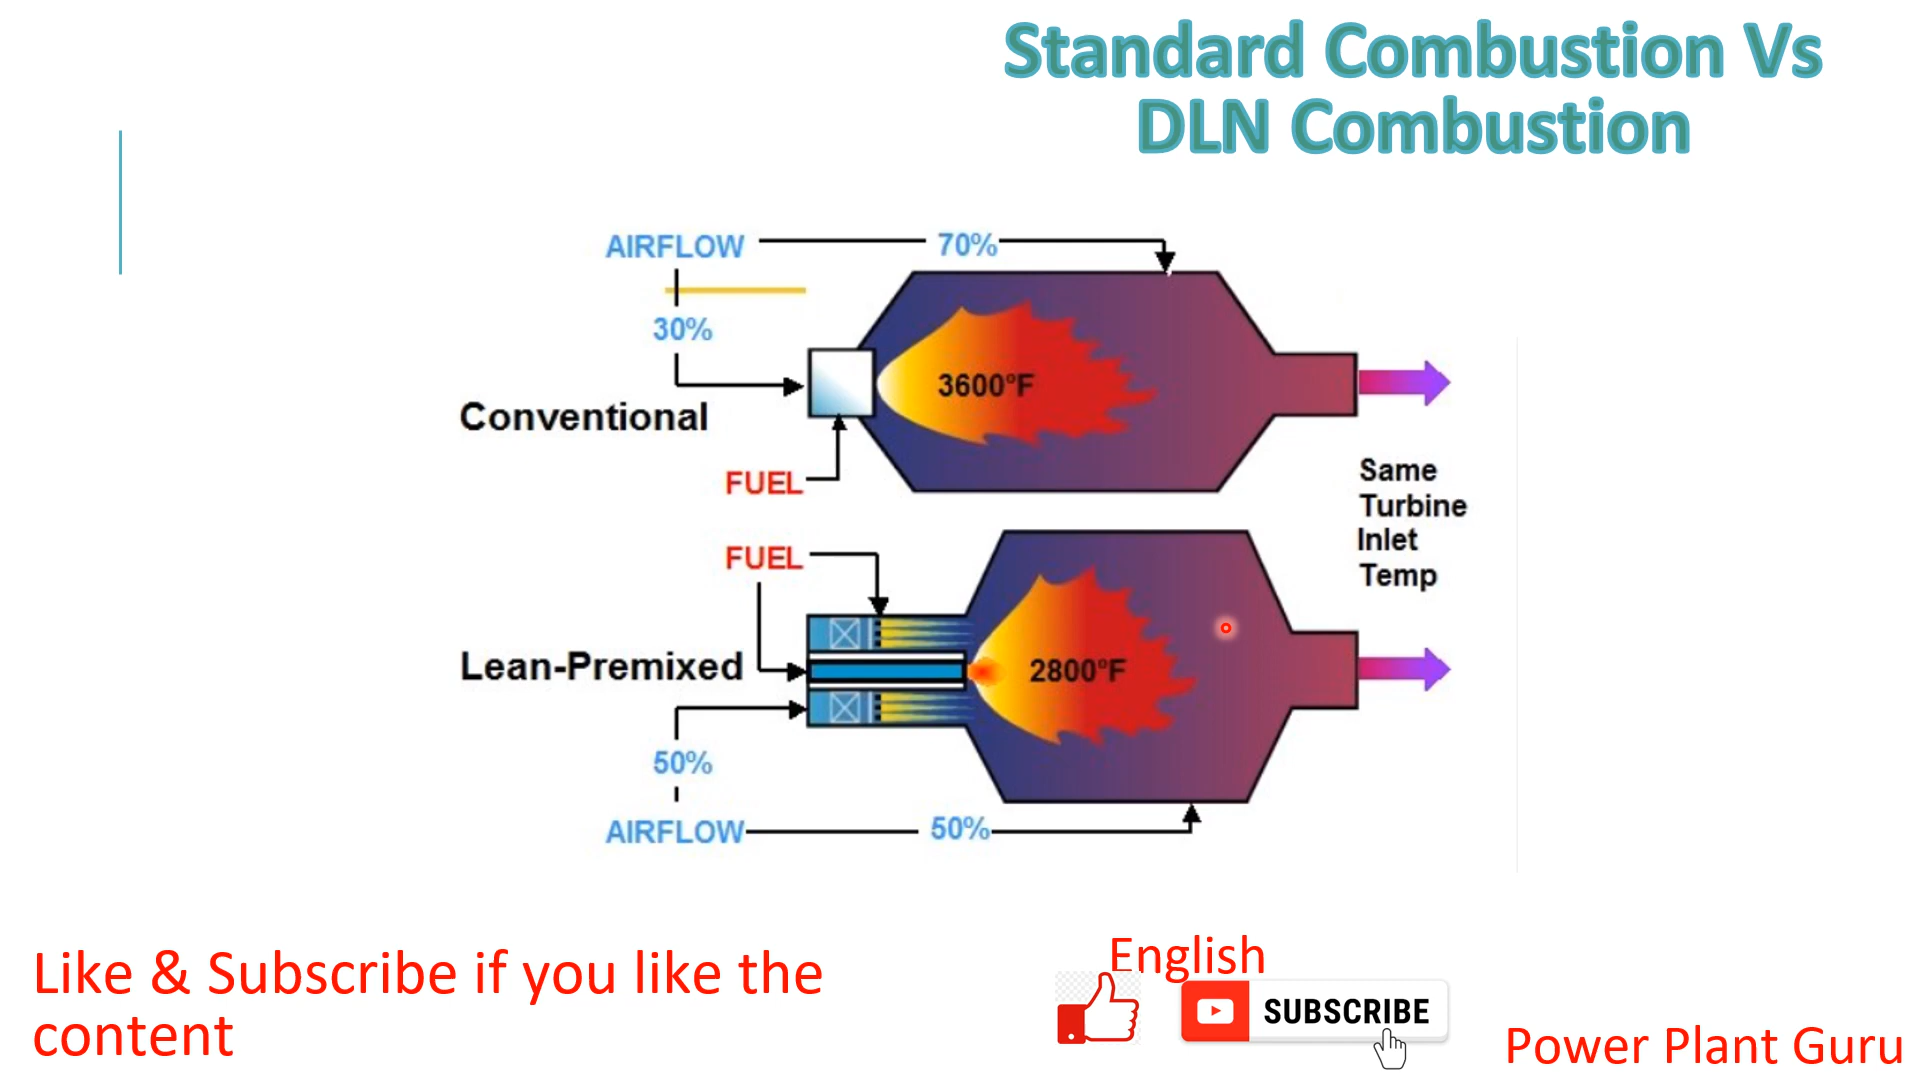 Standard Combustion Vs
DLN Combustion
AIRFLOW
70%
30%
3600°F
Conventional
FUEL
Same
Turbine
Inlet
Temp
FUEL
Lean-Premixed
2800°F
50%
AIRFLOW
50%
Like & Subscribe if you like the
content
English
SUBSCRIBE
Power Plant Guru